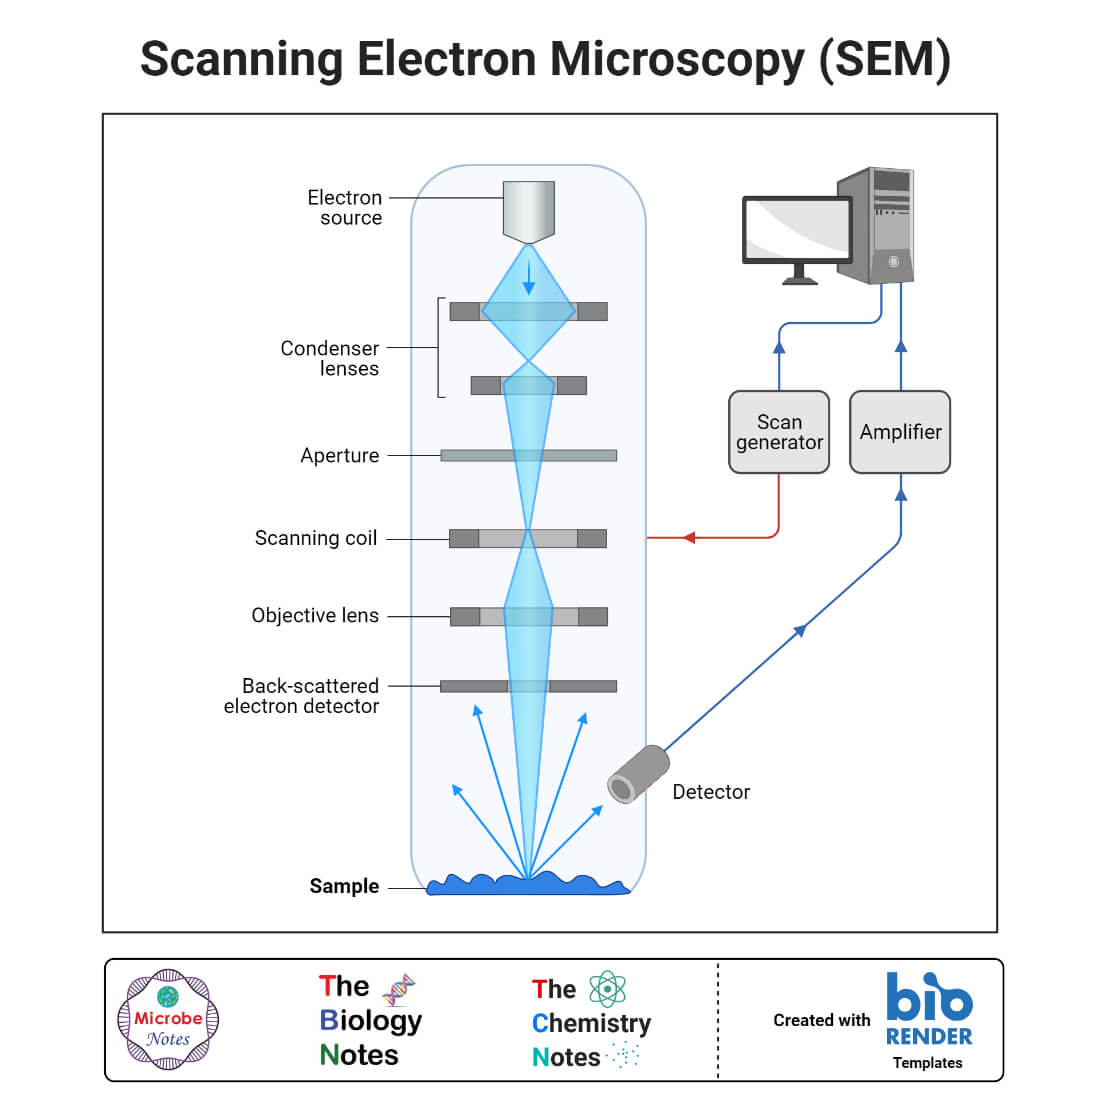 Scanning Electron Microscopy (SEM)
Electron
source
Condenser
lenses
Aperture
Scanning coil
Objective lens
Back-scattered
electron detector
Sample
Scan
generator
Amplifier
Detector
Microbe
Notes
The
Biology
Notes
The
Chemistry
Notes
Created with
bio
RENDER
Templates